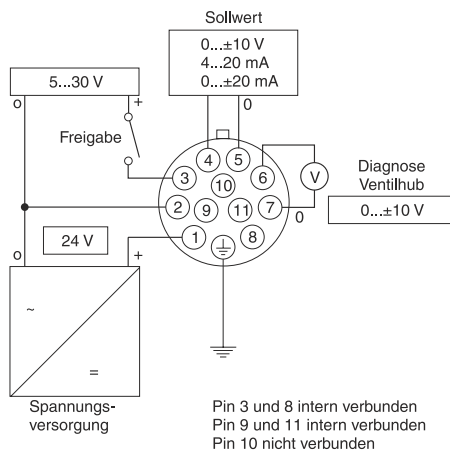 Sollwert
0...±10 V
4...20 mA
0...±20 mA
5...30 V
o
+
0
Freigabe
4
5
3
6
10
V
Diagnose
Ventilhub
2
9
11
7
0
0...±10 V
24 V
1
8
o
+
~
=
Spannungs-
versorgung
Pin 3 und 8 intern verbunden
Pin 9 und 11 intern verbunden
Pin 10 nicht verbunden